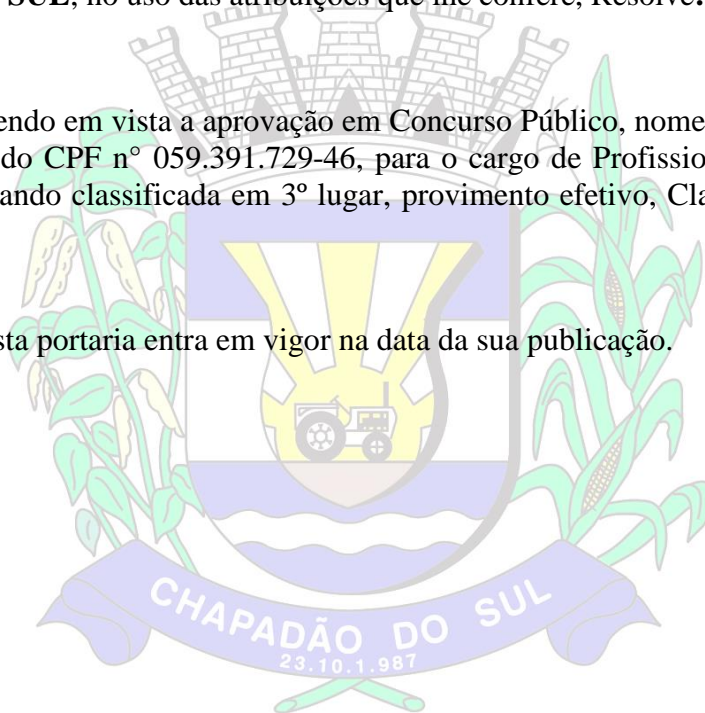 SUL, no uso das atribuições que lhe confere, Resolve:
endo em vista a aprovação em Concurso Público, nome
do CPF n° 059.391.729-46, para o cargo de Profissio
ando classificada em 3º lugar, provimento efetivo, Cla
sta portaria entra em vigor na data da sua publicação.
CHAPADÃO DO SUL
23.10.1.987